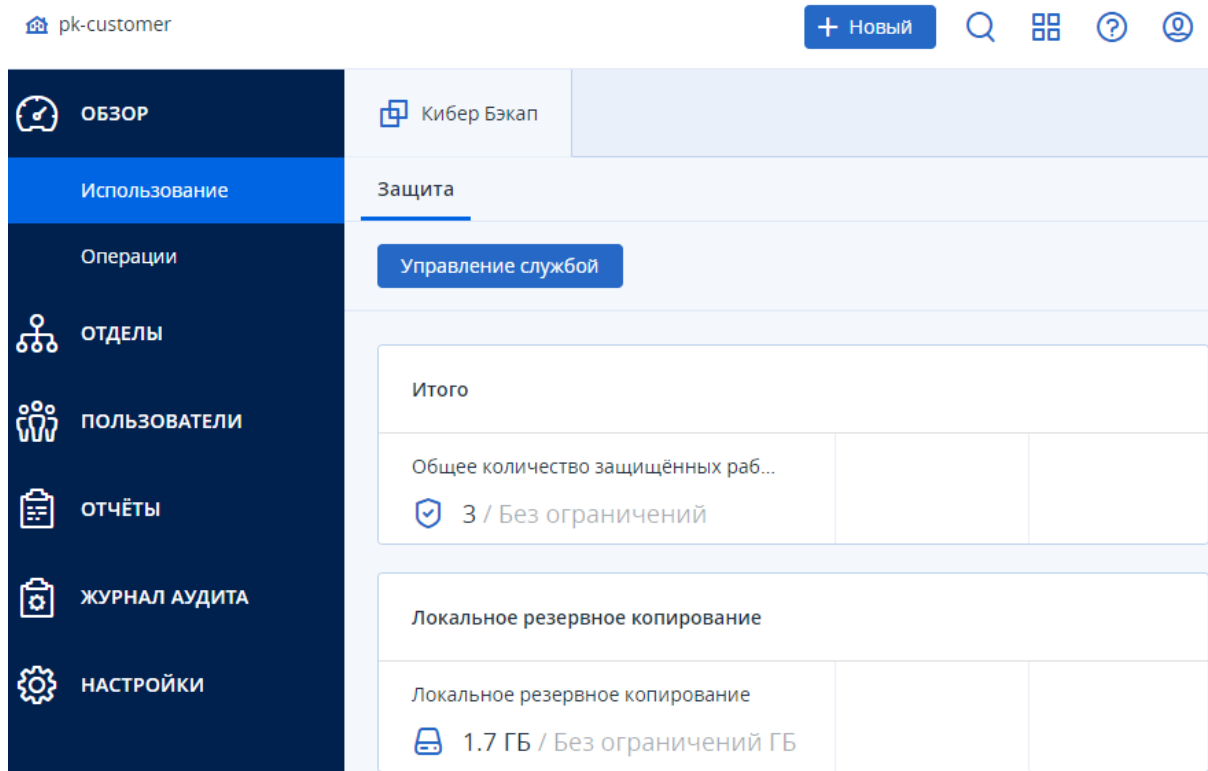 pk-customer
+ Новый
ОБЗОР
Использование
Операции
ОТДЕЛЫ
ПОЛЬЗОВАТЕЛИ
ОТЧЁТЫ
ЖУРНАЛ АУДИТА
НАСТРОЙКИ
Кибер Бэкап
Защита
Управление службой
Итого
Общее количество защищённых раб...
3 / Без ограничений
Локальное резервное копирование
Локальное резервное копирование
1.7 ГБ / Без ограничений ГБ